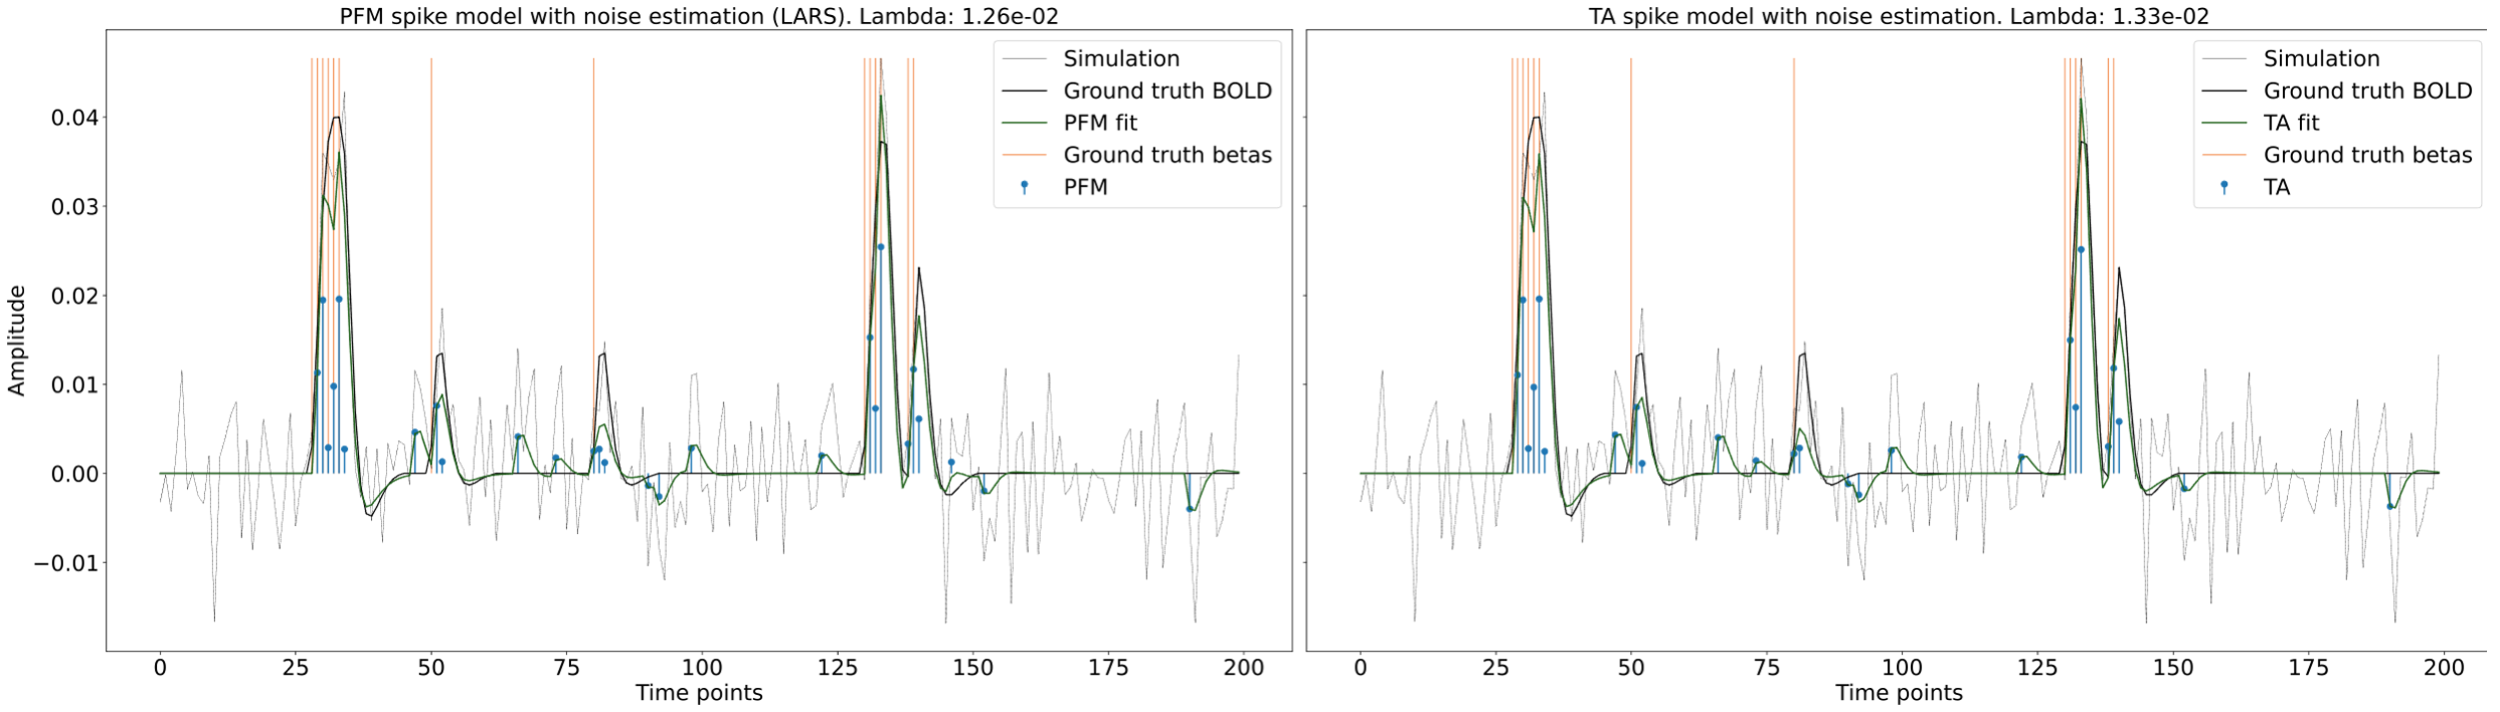 PFM spike model with noise estimation (LARS). Lambda: 1.26e-02
Simulation
Ground truth BOLD
PFM fit
Ground truth betas
PFM
Amplitude
0.04
0.03
0.02
0.01
0.00
−0.01
0 25 50 75 100 125 150 175 200
Time points
TA spike model with noise estimation. Lambda: 1.33e-02
Simulation
Ground truth BOLD
TA fit
Ground truth betas
TA
0 25 50 75 100 125 150 175 200
Time points